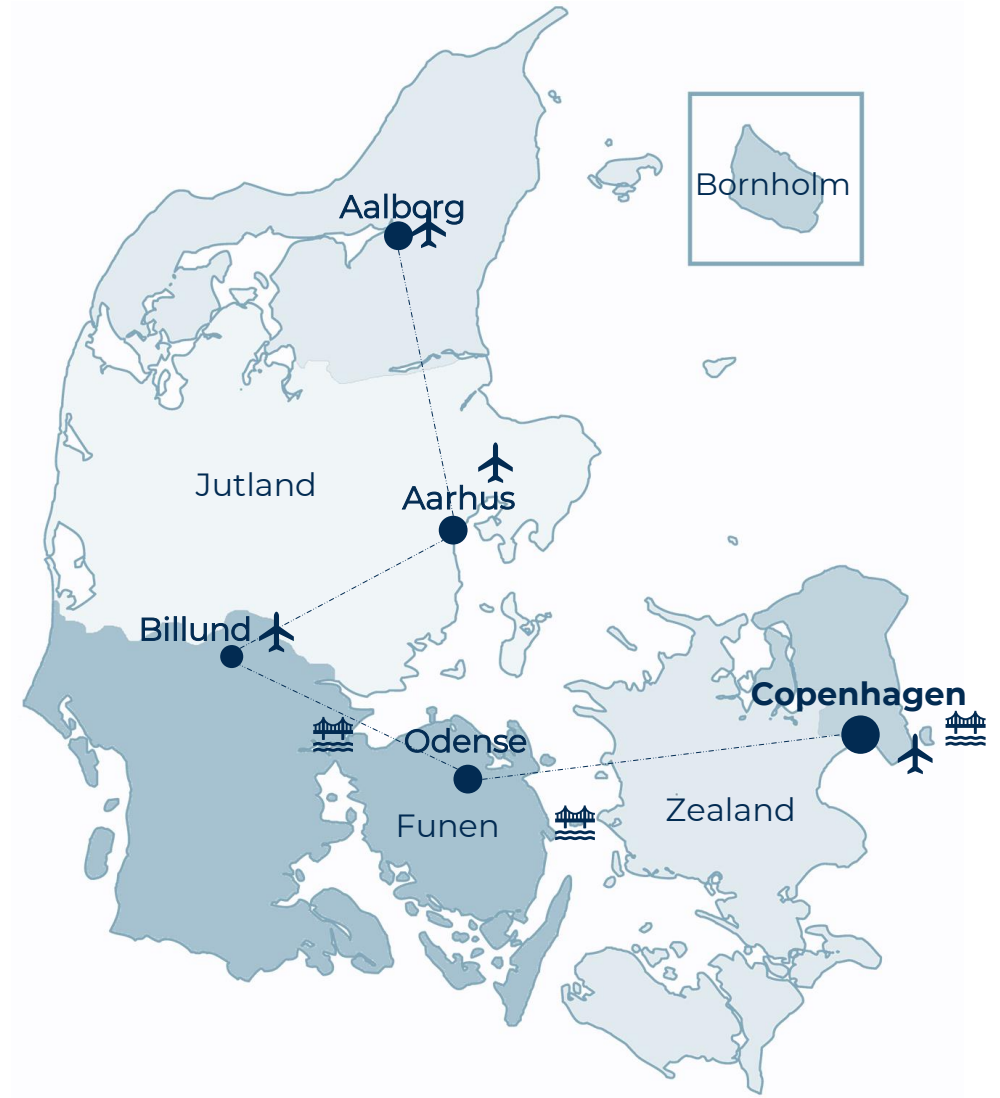 Bornholm
Aalborg
Jutland
Aarhus
Billund
Copenhagen
Odense
Zealand
Funen